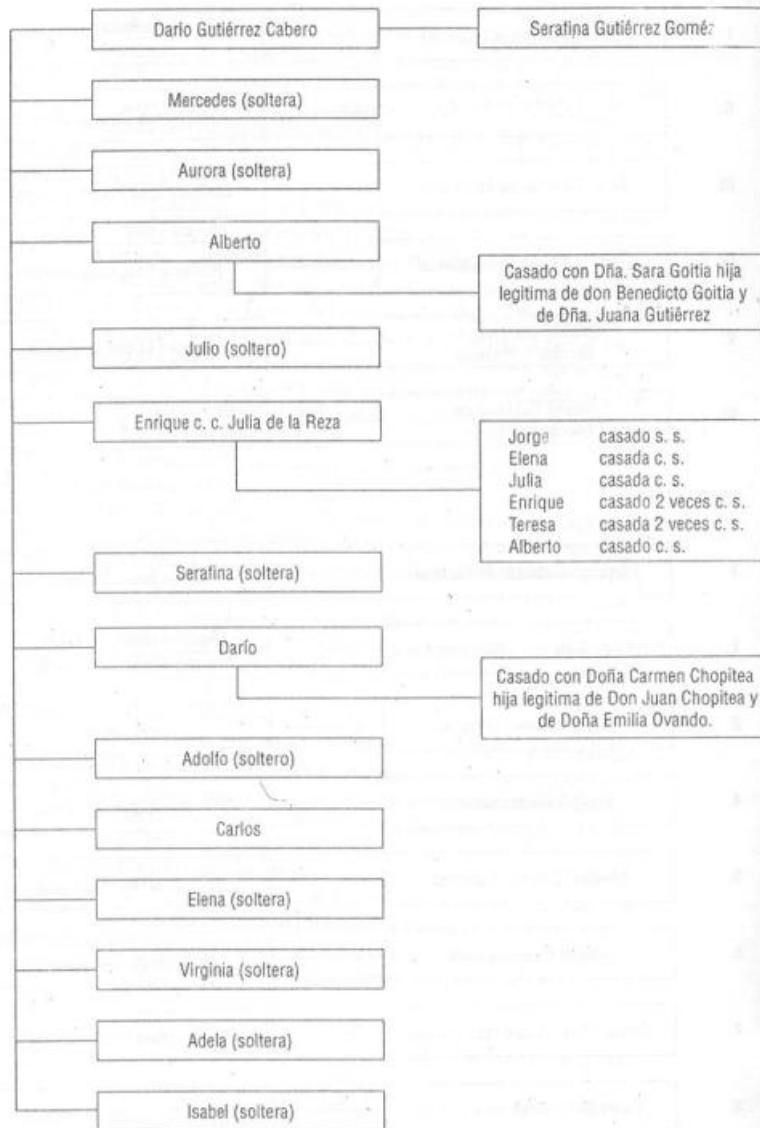 Dario Gutiérrez Cabero
Serafina Gutiérrez Goméz
Mercedes (soltera)
Aurora (soltera)
Alberto
Casado con Dña. Sara Goitia hija
legitima de don Benedicto Goitia y
de Dña. Juana Gutiérrez
Julio (soltero)
Enrique c. c. Julia de la Reza
Jorge casado s. s.
Elena casada c. s.
Julia casada c. s.
Enrique casado 2 veces c. s.
Teresa casada 2 veces c. s.
Alberto casado c. s.
Serafina (soltera)
Darío
Casado con Doña Carmen Chopitea
hija legitima de Don Juan Chopitea y
de Doña Emilia Ovando.
Adolfo (soltero)
Carlos
Elena (soltera)
Virginia (soltera)
Adela (soltera)
Isabel (soltera)